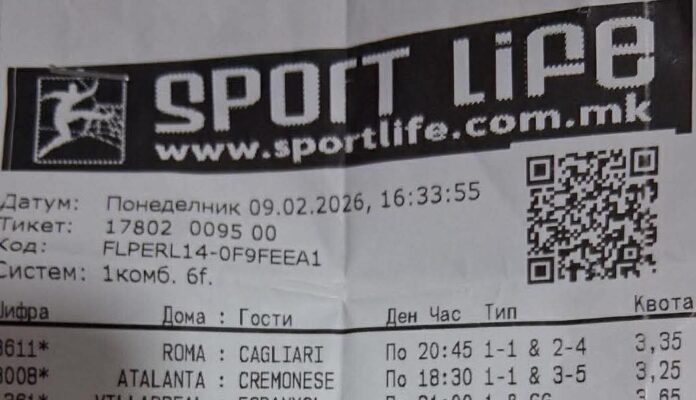 SPORT LIFE
www.sportlife.com.mk
Датум: Понеделник 09.02.2026, 16:33:55
Тикет: 17802 0095 00
Код: FLPERL14-0F9FEEA1
Систем: 1комб. 6f.
Шифра Дома : Гости Ден Час Тип Квота
3611* ROMA : CAGLIARI По 20:45 1-1 & 2-4 3,35
3008* ATALANTA : CREMONESE По 18:30 1-1 & 3-5 3,25